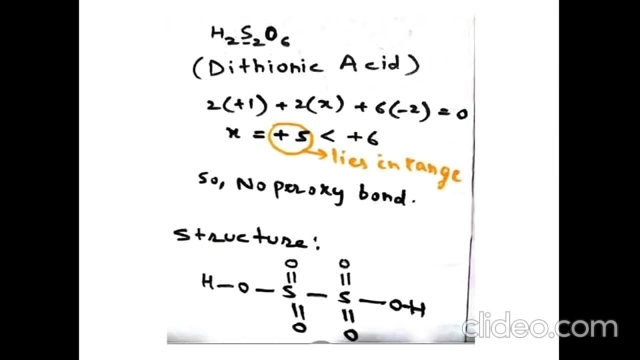 H₂S₂O₆
(Dithionic Acid)
2(+1) + 2(x) + 6(-2) = 0
x = +5 < +6
→ lies in range
So, No peroxy bond.
Structure:
O O
|| ||
H-O-S-S-OH
|| ||
O O
clideo.com